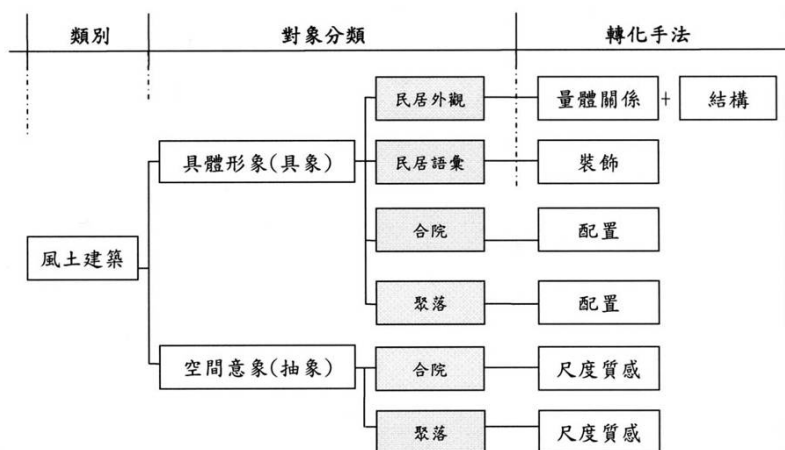 類別 對象分類 轉化手法
民居外觀 量體關係 + 結構
具體形象(具象) 民居語彙 裝飾
合院 配置
風土建築
聚落 配置
空間意象(抽象) 合院 尺度質感
聚落 尺度質感